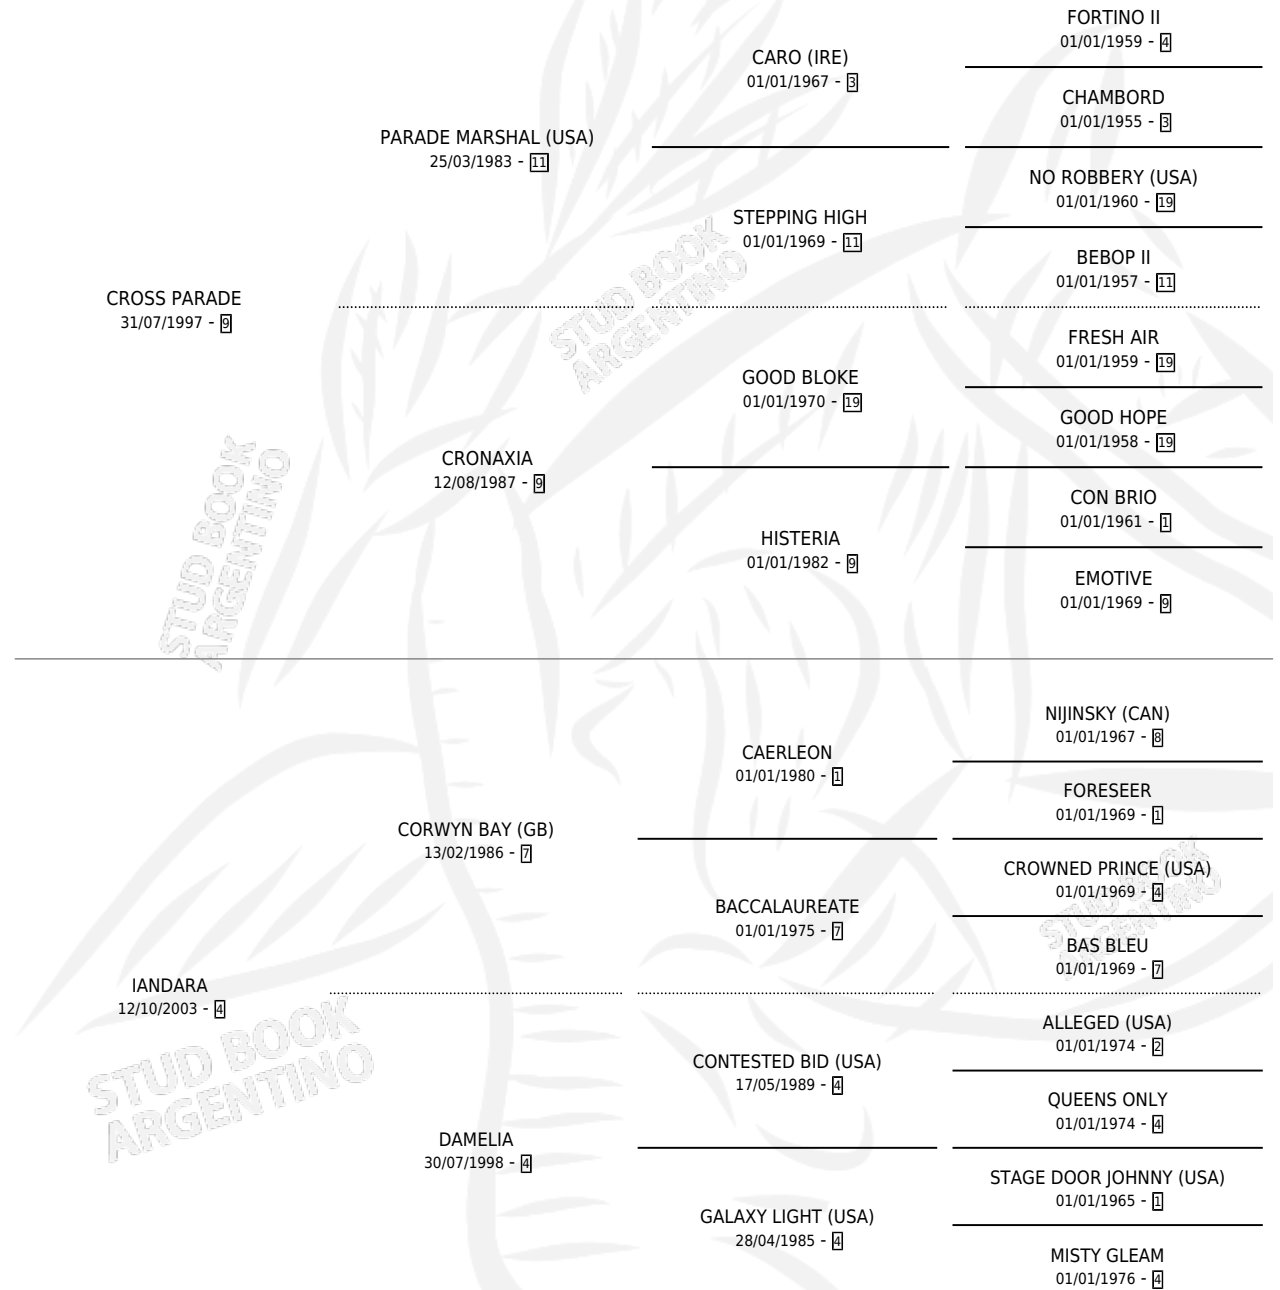 FORTINO II
01/01/1959 - 4
CARO (IRE)
01/01/1967 - 3
CHAMBORD
01/01/1955 - 3
PARADE MARSHAL (USA)
25/03/1983 - 11
NO ROBBERY (USA)
01/01/1960 - 19
STEPPING HIGH
01/01/1969 - 11
BEBOP II
01/01/1957 - 11
CROSS PARADE
31/07/1997 - 9
FRESH AIR
01/01/1959 - 19
GOOD BLOKE
01/01/1970 - 19
GOOD HOPE
01/01/1958 - 19
CRONAXIA
12/08/1987 - 9
CON BRIO
01/01/1961 - 1
HISTERIA
01/01/1982 - 9
EMOTIVE
01/01/1969 - 9
STUD BOOK
ARGENTINO
STUD BOOK
ARGENTINO
NIJINSKY (CAN)
01/01/1967 - 8
CAERLEON
01/01/1980 - 1
FORESEER
01/01/1969 - 1
CORWYN BAY (GB)
13/02/1986 - 7
CROWNED PRINCE (USA)
01/01/1969 - 4
BACCALAUREATE
01/01/1975 - 7
BAS BLEU
01/01/1969 - 7
IANDARA
12/10/2003 - 4
ALLEGED (USA)
01/01/1974 - 2
CONTESTED BID (USA)
17/05/1989 - 4
QUEENS ONLY
01/01/1974 - 4
DAMELIA
30/07/1998 - 4
STAGE DOOR JOHNNY (USA)
01/01/1965 - 1
GALAXY LIGHT (USA)
28/04/1985 - 4
MISTY GLEAM
01/01/1976 - 4
STUD BOOK
ARGENTINO
STUD BOOK
ARGENTINO